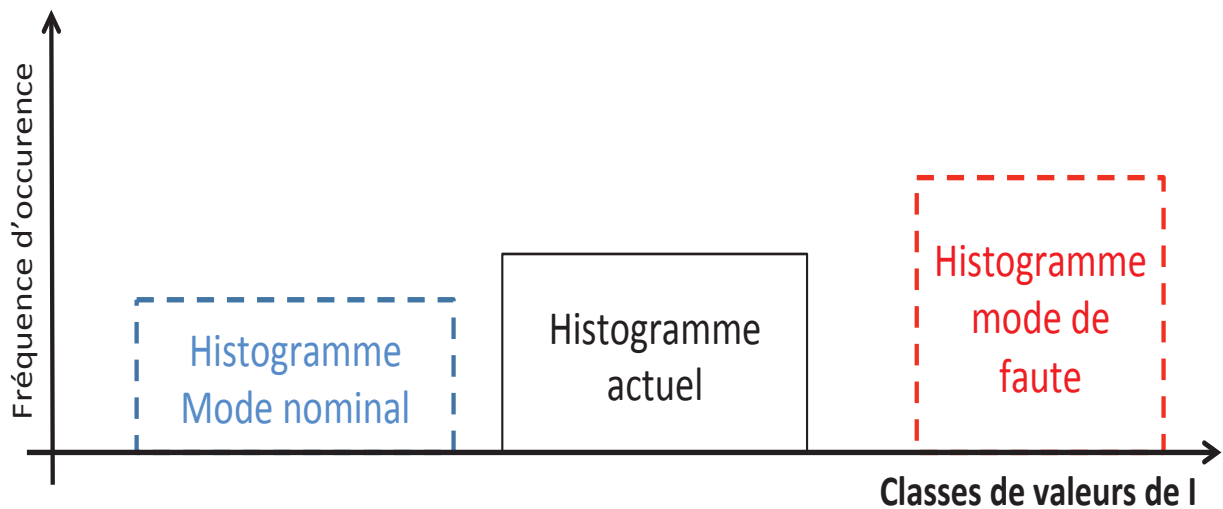 Fréquence d'occurence
Histogramme
Mode nominal
Histogramme
actuel
Histogramme
mode de
faute
Classes de valeurs de I